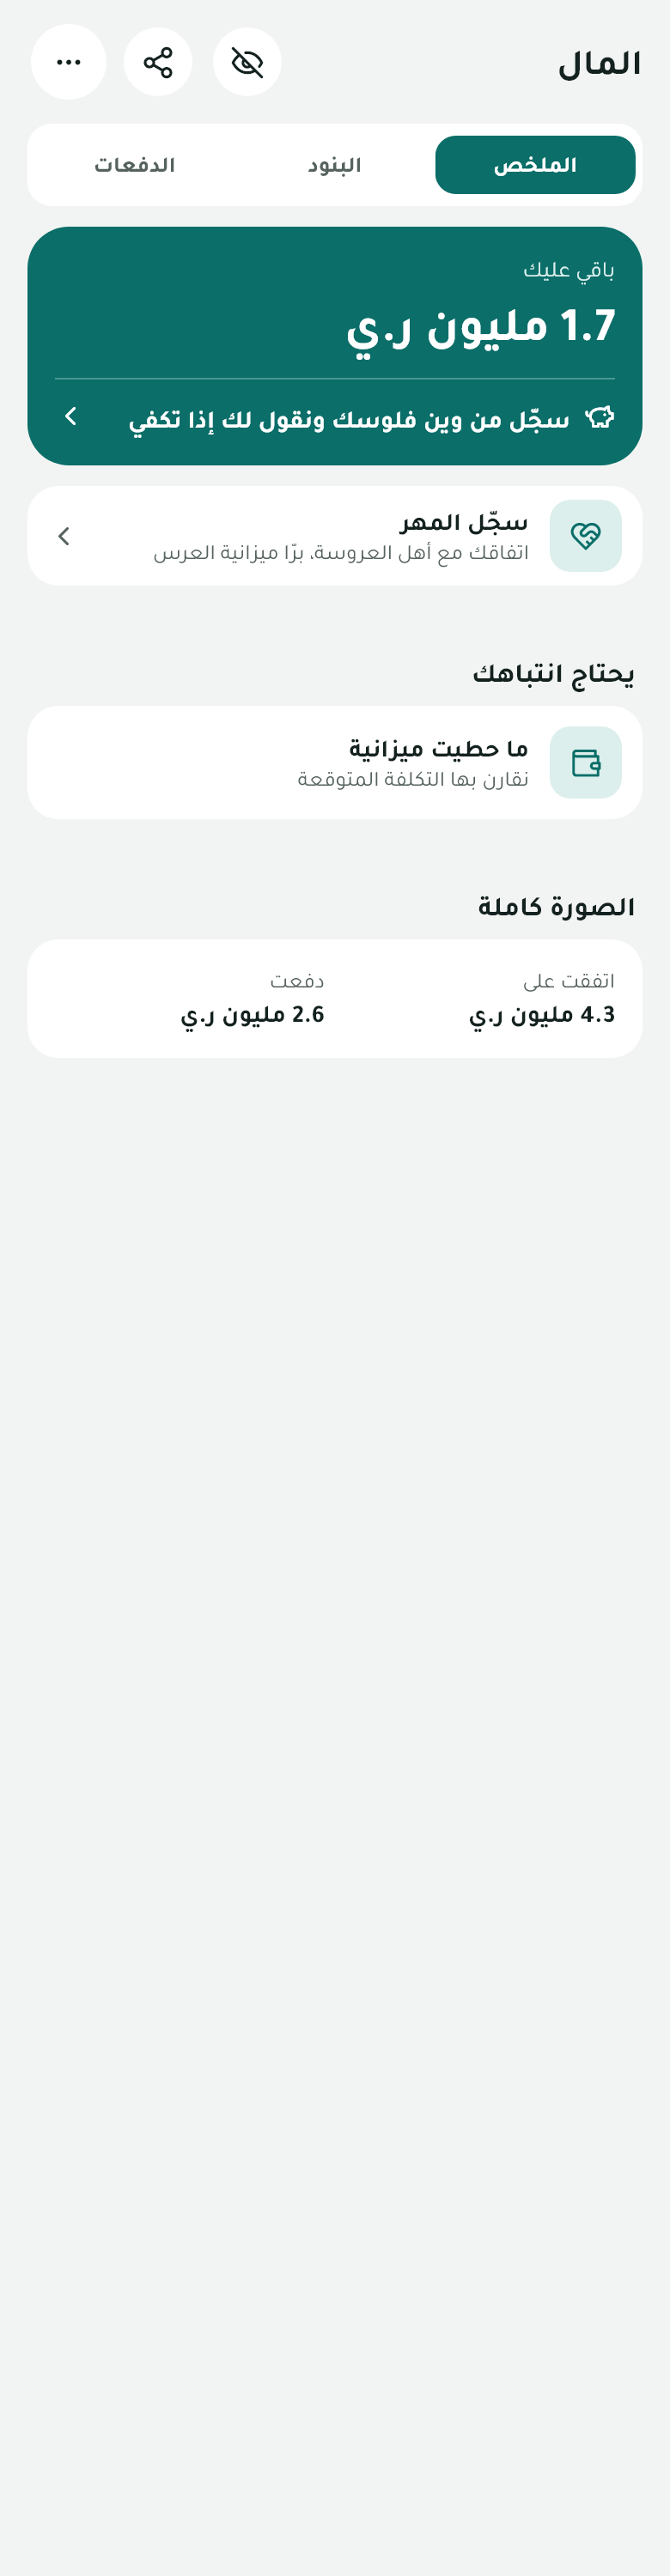 المال
الملخص
البنود
الدفعات
باقي عليك
1.7 مليون ر.ي
سجّل من وين فلوسك ونقول لك إذا تكفي
سجّل المهر
اتفاقك مع أهل العروسة، برّا ميزانية العرس
يحتاج انتباهك
ما حطيت ميزانية
نقارن بها التكلفة المتوقعة
الصورة كاملة
اتفقت على
4.3 مليون ر.ي
دفعت
2.6 مليون ر.ي